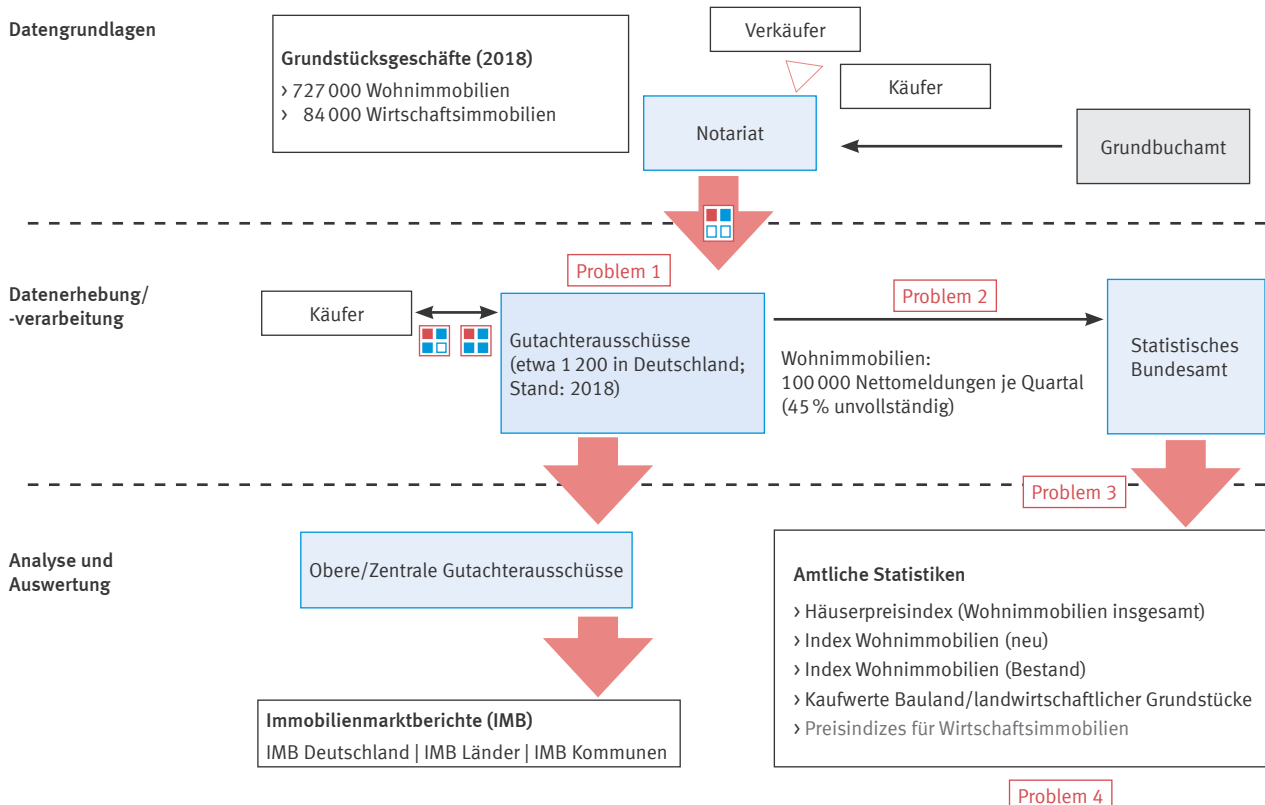 Datengrundlagen
Grundstücksgeschäfte (2018)
› 727 000 Wohnimmobilien
› 84 000 Wirtschaftsimmobilien
Verkäufer
Käufer
Notariat
Grundbuchamt
Datenerhebung/
-verarbeitung
Käufer
Problem 1
Gutachterausschüsse
(etwa 1 200 in Deutschland;
Stand: 2018)
Problem 2
Wohnimmobilien:
100 000 Nettomeldungen je Quartal
(45 % unvollständig)
Statistisches
Bundesamt
Problem 3
Analyse und
Auswertung
Obere/Zentrale Gutachterausschüsse
Immobilienmarktberichte (IMB)
IMB Deutschland | IMB Länder | IMB Kommunen
Amtliche Statistiken
› Häuserpreisindex (Wohnimmobilien insgesamt)
› Index Wohnimmobilien (neu)
› Index Wohnimmobilien (Bestand)
› Kaufwerte Bauland/landwirtschaftlicher Grundstücke
› Preisindizes für Wirtschaftsimmobilien
Problem 4